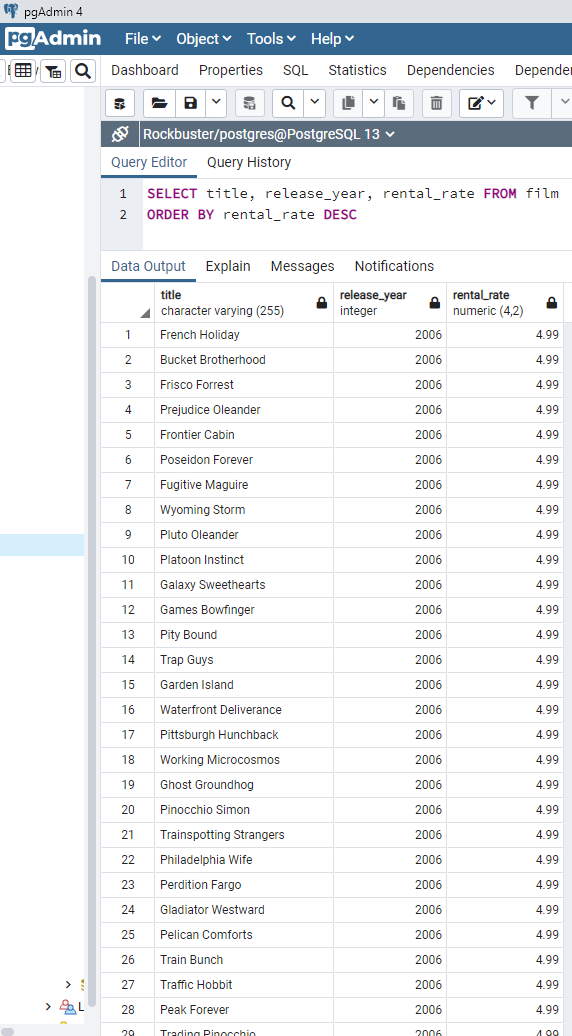 pgAdmin 4
pgAdmin File Object Tools Help
Dashboard Properties SQL Statistics Dependencies
Rockbuster/postgres@PostgreSQL 13
Query Editor Query History
1 SELECT title, release_year, rental_rate FROM film
2 ORDER BY rental_rate DESC
Data Output Explain Messages Notifications
title release_year rental_rate
character varying (255) integer numeric (4,2)
1 French Holiday 2006 4.99
2 Bucket Brotherhood 2006 4.99
3 Frisco Forrest 2006 4.99
4 Prejudice Oleander 2006 4.99
5 Frontier Cabin 2006 4.99
6 Poseidon Forever 2006 4.99
7 Fugitive Maguire 2006 4.99
8 Wyoming Storm 2006 4.99
9 Pluto Oleander 2006 4.99
10 Platoon Instinct 2006 4.99
11 Galaxy Sweethearts 2006 4.99
12 Games Bowfinger 2006 4.99
13 Pity Bound 2006 4.99
14 Trap Guys 2006 4.99
15 Garden Island 2006 4.99
16 Waterfront Deliverance 2006 4.99
17 Pittsburgh Hunchback 2006 4.99
18 Working Microcosmos 2006 4.99
19 Ghost Groundhog 2006 4.99
20 Pinocchio Simon 2006 4.99
21 Trainspotting Strangers 2006 4.99
22 Philadelphia Wife 2006 4.99
23 Perdition Fargo 2006 4.99
24 Gladiator Westward 2006 4.99
25 Pelican Comforts 2006 4.99
26 Train Bunch 2006 4.99
27 Traffic Hobbit 2006 4.99
L
28 Peak Forever 2006 4.99
29 Trading Pinocchio 2006 4.99